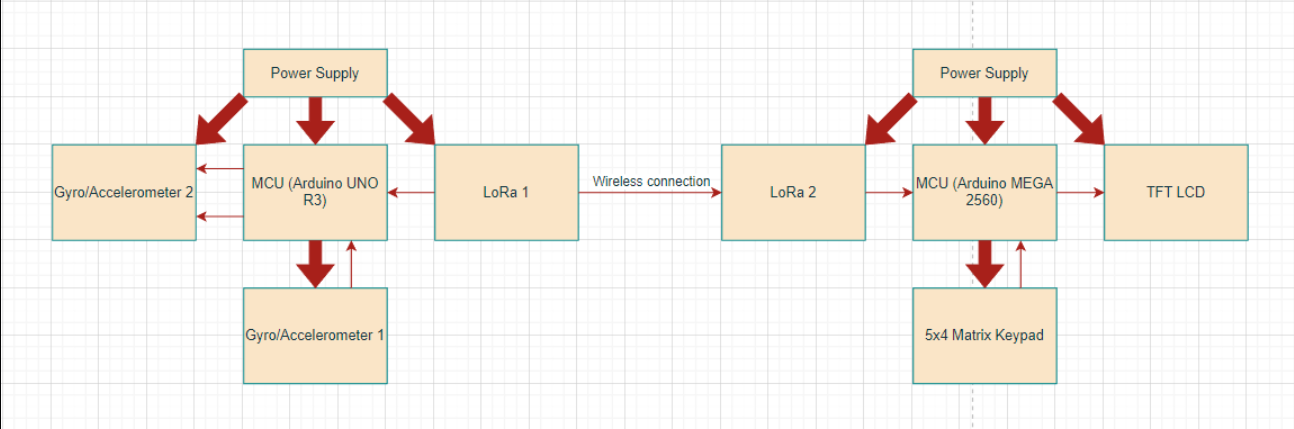 Power Supply
Power Supply
Gyro/Accelerometer 2
MCU (Arduino UNO
R3)
LoRa 1
Wireless connection
LoRa 2
MCU (Arduino MEGA
2560)
TFT LCD
Gyro/Accelerometer 1
5x4 Matrix Keypad